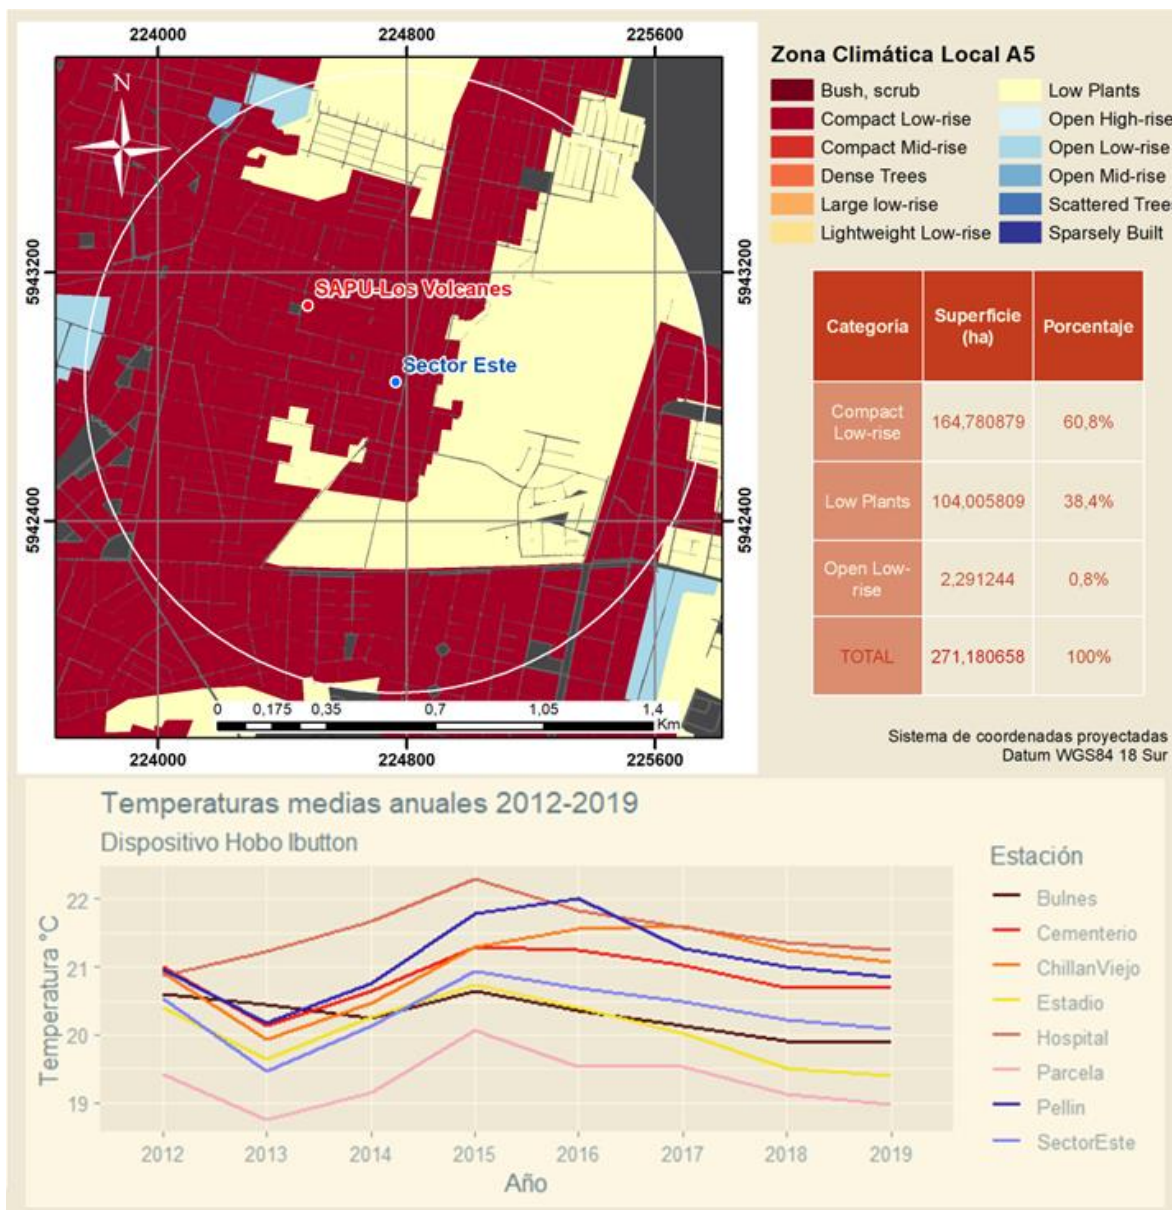 224000 224800 225600
N
5943200
5942400
5943200
5942400
SAPU-Los Volcanes
Sector Este
0 0,175 0,35 0,7 1,05 1,4
Km
224000 224800 225600
Zona Climática Local A5
Bush, scrub
Compact Low-rise
Compact Mid-rise
Dense Trees
Large low-rise
Lightweight Low-rise
Low Plants
Open High-rise
Open Low-rise
Open Mid-rise
Scattered Tree
Sparsely Built
Categoría Superficie Porcentaje
(ha)
Compact
Low-rise 164,780879 60,8%
Low Plants 104,005809 38,4%
Open Low-
rise 2,291244 0,8%
TOTAL 271,180658 100%
Sistema de coordenadas proyectadas
Datum WGS84 18 Sur
Temperaturas medias anuales 2012-2019
Dispositivo Hobo Ibutton
Temperatura °C
22
21
20
19
2012 2013 2014 2015 2016 2017 2018 2019
Año
Estación
Bulnes
Cementerio
ChillanViejo
Estadio
Hospital
Parcela
Pellin
SectorEste